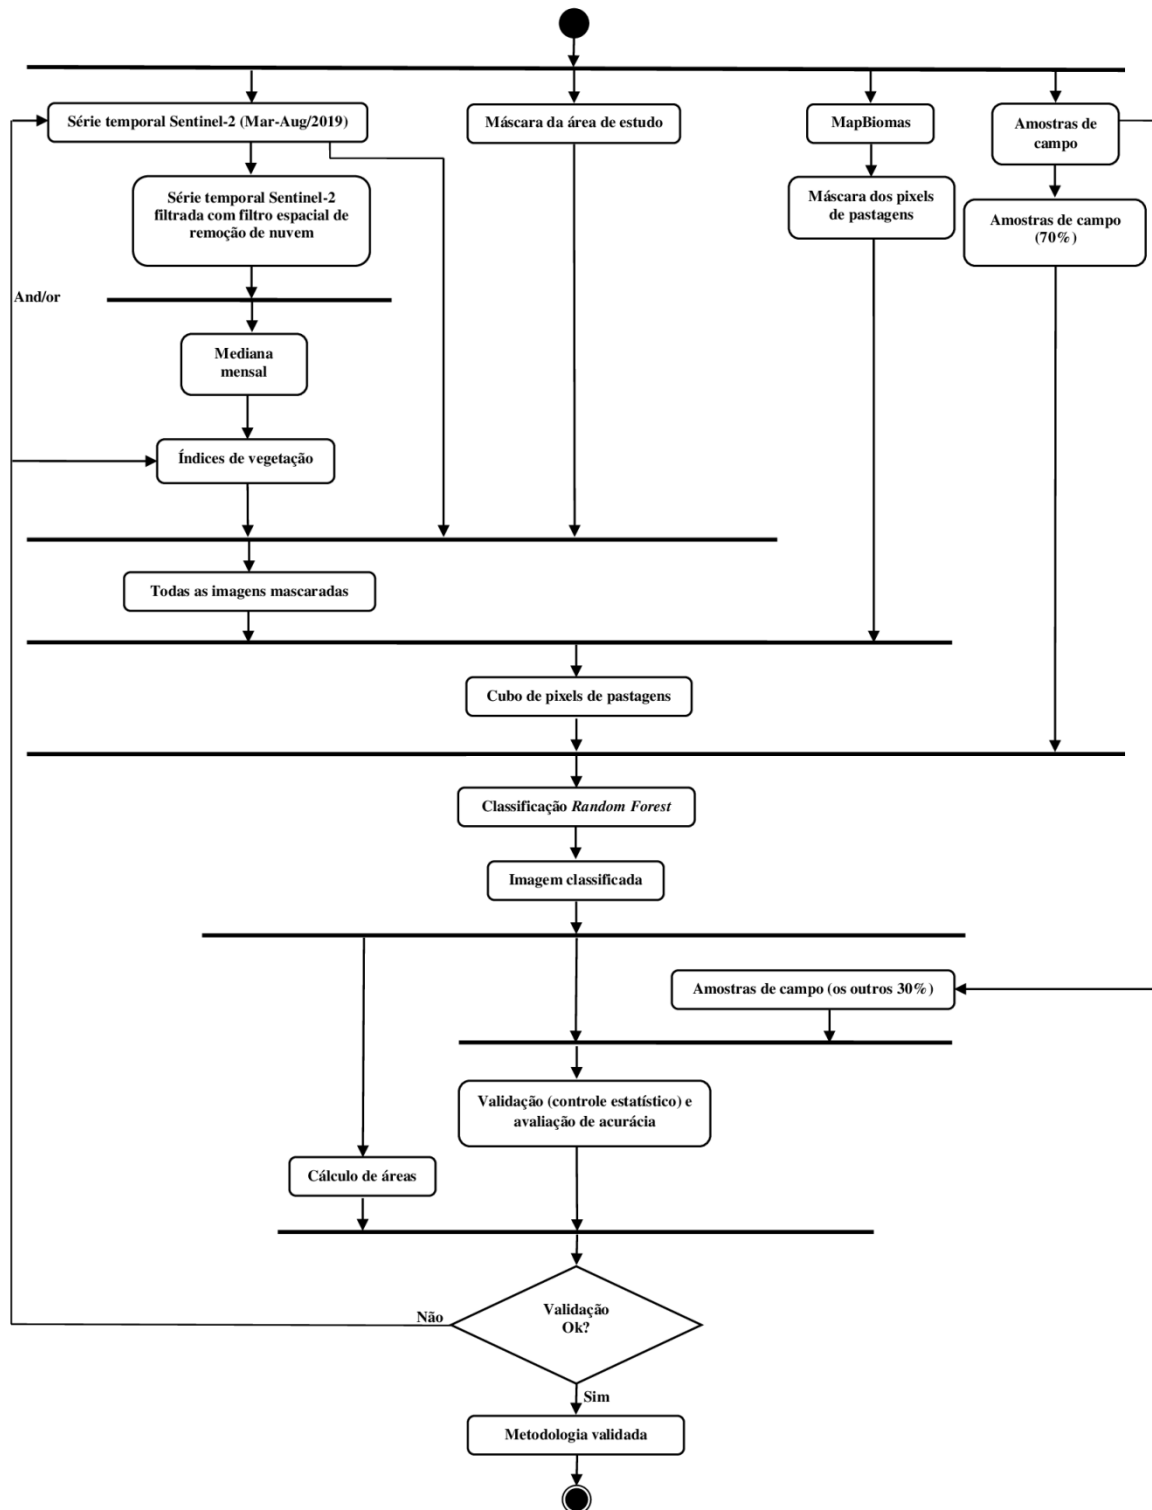 Série temporal Sentinel-2 (Mar-Aug/2019)
Máscara da área de estudo
MapBiomas
Amostras de
campo
Série temporal Sentinel-2
filtrada com filtro espacial de
remoção de nuvem
Máscara dos pixels
de pastagens
Amostras de campo
(70%)
And/or
Mediana
mensal
Índices de vegetação
Todas as imagens mascaradas
Cubo de pixels de pastagens
Classificação Random Forest
Imagem classificada
Amostras de campo (os outros 30%)
Validação (controle estatístico) e
avaliação de acurácia
Cálculo de áreas
Validação
Ok?
Não
Sim
Metodologia validada